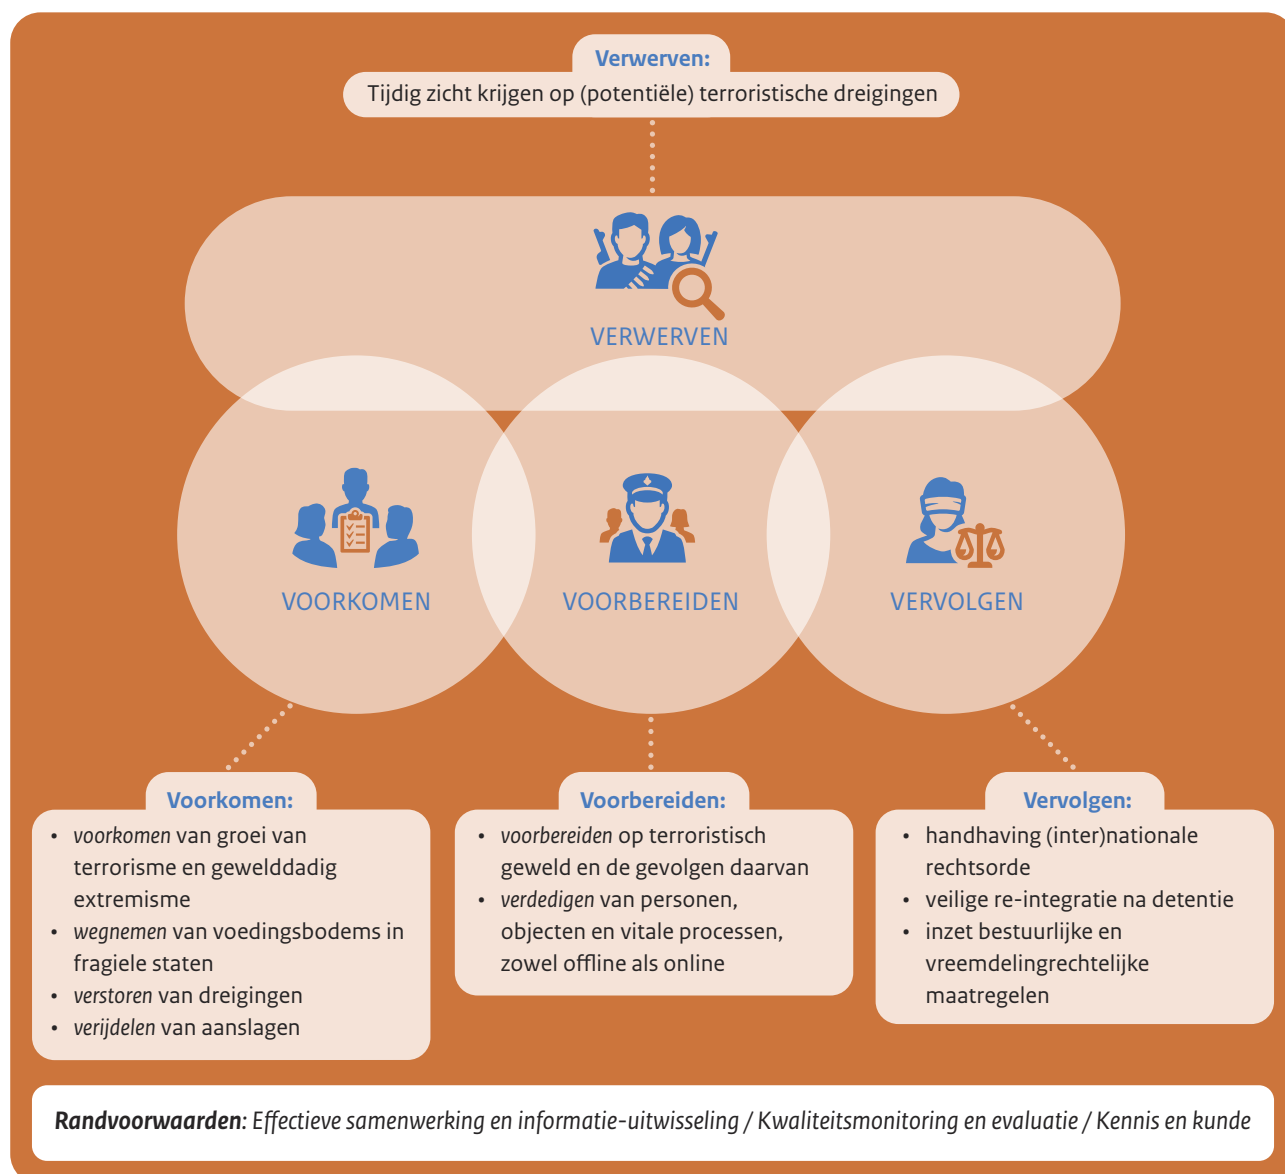 Verwerven:
Tijdig zicht krijgen op (potentiële) terroristische dreigingen
VERWERVEN
VOORKOMEN
VOORBEREIDEN
VERVOLGEN
Voorkomen:
• voorkomen van groei van
terrorisme en gewelddadig
extremisme
• wegnemen van voedingsbodems in
fragiele staten
• verstoren van dreigingen
• verijdelen van aanslagen
Voorbereiden:
• voorbereiden op terroristisch
geweld en de gevolgen daarvan
• verdedigen van personen,
objecten en vitale processen,
zowel offline als online
Vervolgen:
• handhaving (inter)nationale
rechtsorde
• veilige re-integratie na detentie
• inzet bestuurlijke en
vreemdelingrechtelijke
maatregelen
Randvoorwaarden: Effectieve samenwerking en informatie-uitwisseling / Kwaliteitsmonitoring en evaluatie / Kennis en kunde